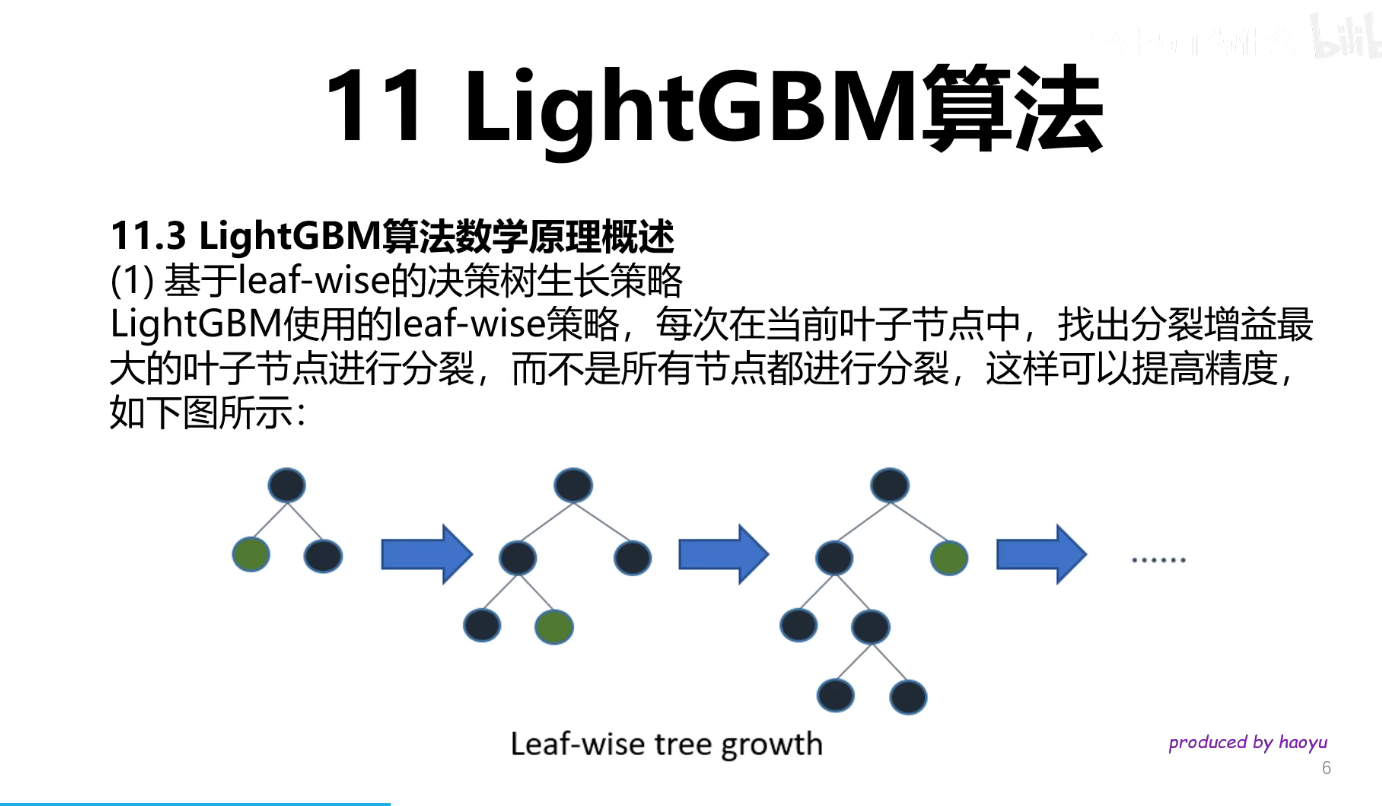 11 LightGBM算法
11.3 LightGBM算法数学原理概述
(1) 基于leaf-wise的决策树生长策略
LightGBM使用的leaf-wise策略，每次在当前叶子节点中，找出分裂增益最
大的叶子节点进行分裂，而不是所有节点都进行分裂，这样可以提高精度，
如下图所示：
......
Leaf-wise tree growth
produced by haoyu
6